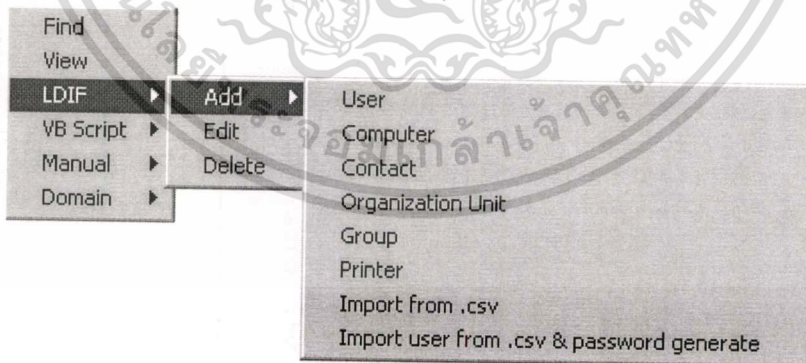 Find
View
LDIF
VB Script
Manual
Domain
Add
Edit
Delete
User
Computer
Contact
Organization Unit
Group
Printer
Import from .csv
Import user from .csv & password generate